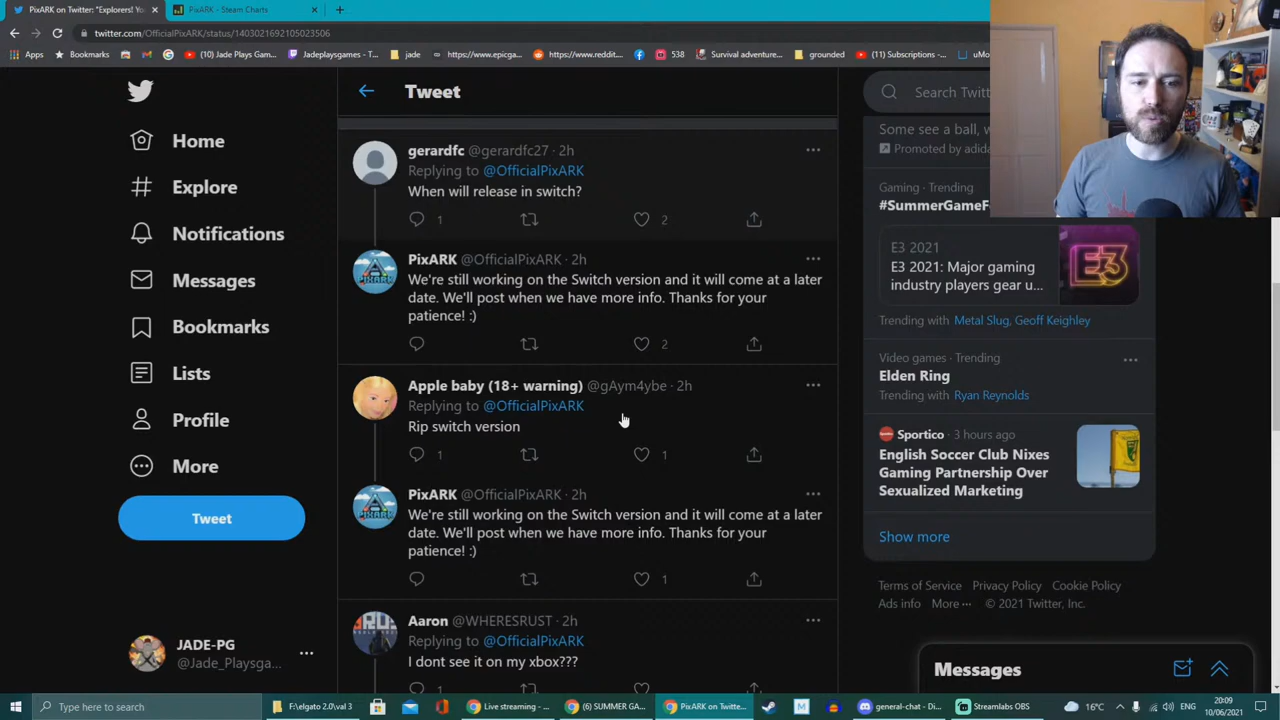 PixARK on Twitter: "Explorers! Yo
PixARK - Steam Charts
twitter.com/OfficialPixARK/status/1403021692105023506
Apps
Bookmarks
(10) Jade Plays Gam...
Jadeplaysgames - T...
jade
https://www.epicga...
https://www.reddit...
538
Survival adventure...
grounded
(11) Subscriptions -...
uMo
Home
Explore
Notifications
Messages
Bookmarks
Lists
Profile
More
Tweet
JADE-PG
@Jade_Playsga...
Tweet
gerardfc @gerardfc27 · 2h
Replying to @OfficialPixARK
When will release in switch?
1
2
PixARK @OfficialPixARK · 2h
We're still working on the Switch version and it will come at a later
date. We'll post when we have more info. Thanks for your
patience! :)
2
Apple baby (18+ warning) @gAym4ybe · 2h
Replying to @OfficialPixARK
Rip switch version
1
1
PixARK @OfficialPixARK · 2h
We're still working on the Switch version and it will come at a later
date. We'll post when we have more info. Thanks for your
patience! :)
1
Aaron @WHERESRUST · 2h
Replying to @OfficialPixARK
I dont see it on my xbox???
1
Search Twitt
Some see a ball, w
Promoted by adid
Gaming · Trending
#SummerGameF
E3 2021
E3 2021: Major gaming
industry players gear u...
E3
Trending with Metal Slug, Geoff Keighley
Video games · Trending
Elden Ring
Trending with Ryan Reynolds
Sportico · 3 hours ago
English Soccer Club Nixes
Gaming Partnership Over
Sexualized Marketing
Show more
Terms of Service Privacy Policy Cookie Policy
Ads info More ··· © 2021 Twitter, Inc.
Messages
Type here to search
F:\elgato 2.0\val 3
Live streaming - ...
(6) SUMMER GA...
PixARK on Twitte...
general-chat - Di...
Streamlabs OBS
16°C
ENG
20:09
10/06/2021